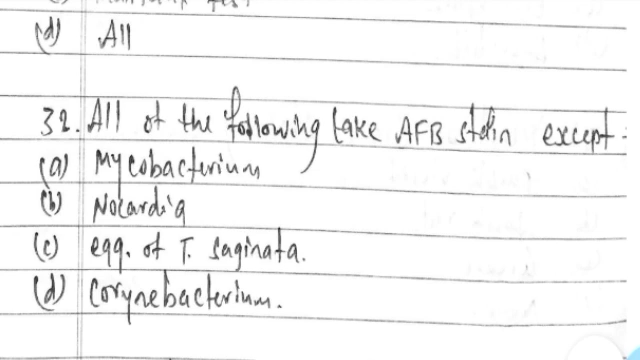 (d) All
32. All of the following take AFB stain except -
(a) Mycobacterium
(b) Nocardia
(c) egg. of T. saginata.
(d) Corynebacterium.